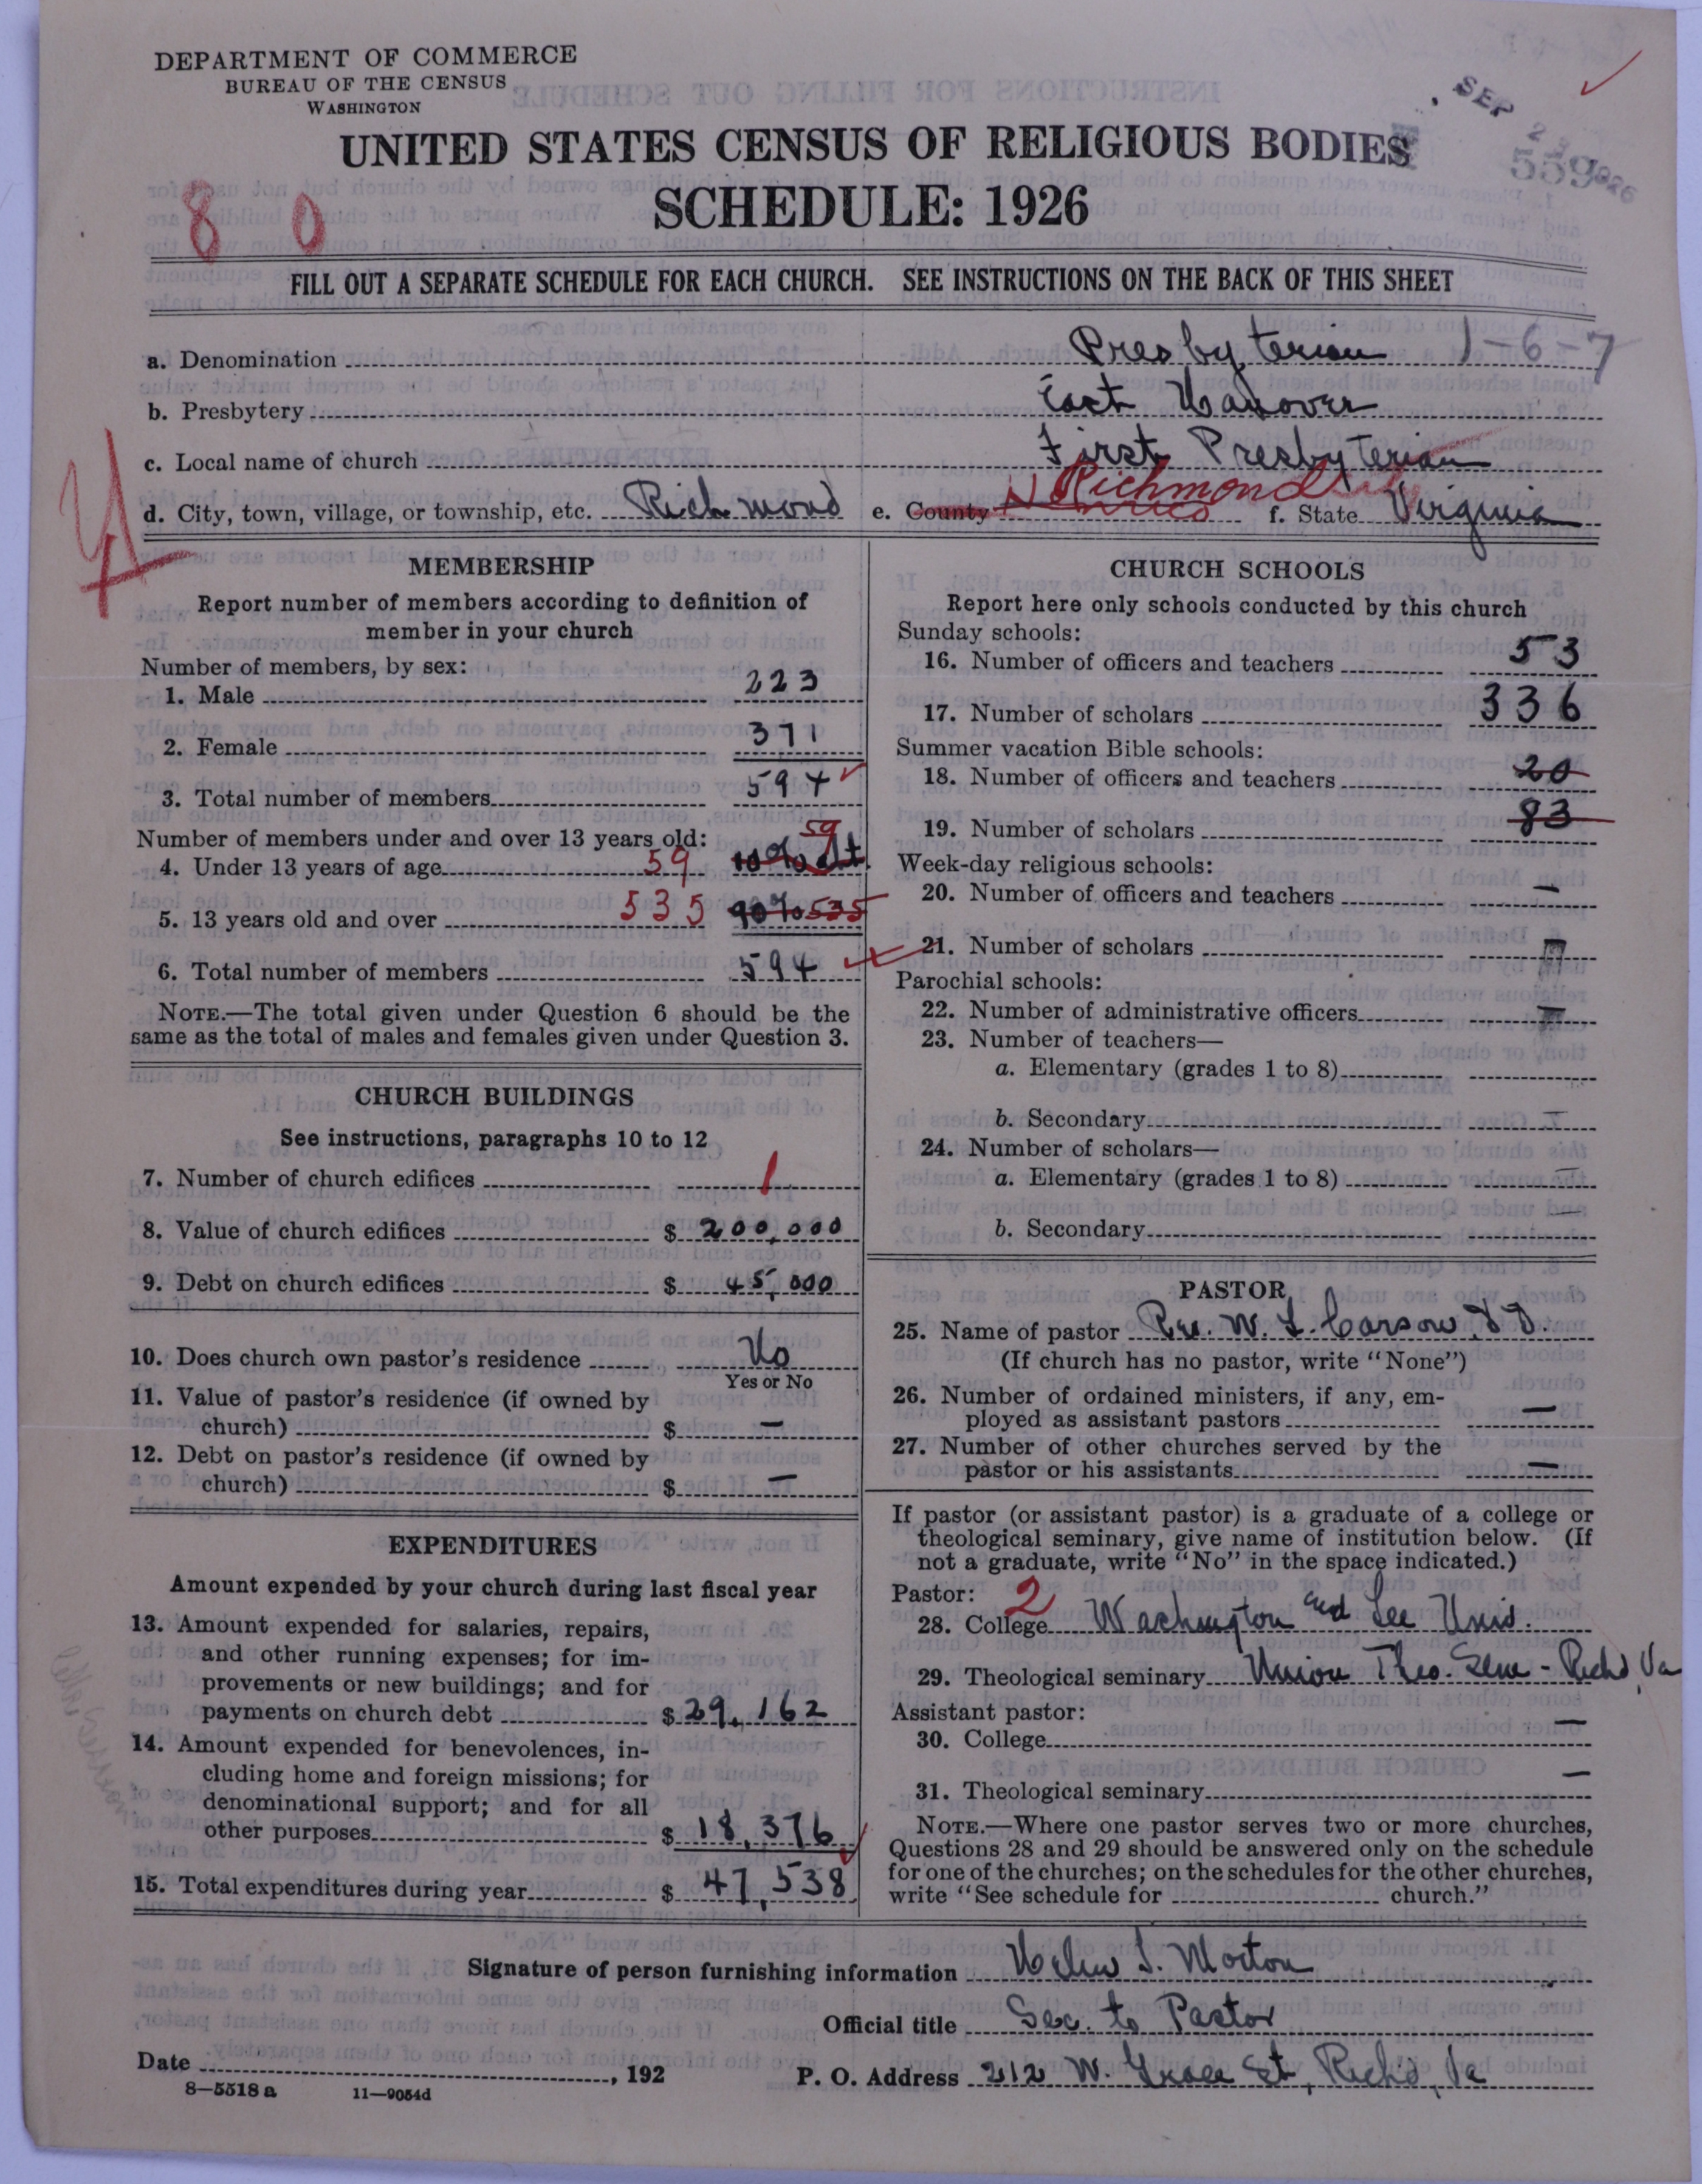 DEPARTMENT OF COMMERCE
BUREAU OF THE CENSUS
WASHINGTON
UNITED STATES CENSUS OF RELIGIOUS BODIES
SCHEDULE: 1926
SEP 1926
559
8 0
FILL OUT A SEPARATE SCHEDULE FOR EACH CHURCH. SEE INSTRUCTIONS ON THE BACK OF THIS SHEET
a. Denomination Presbyterian 1-6-7
b. Presbytery East Hanover
c. Local name of church First Presbyterian
d. City, town, village, or township, etc. Richmond e. County Henrico Richmond City f. State Virginia
MEMBERSHIP
Report number of members according to definition of
member in your church
Number of members, by sex:
1. Male 223
2. Female 371
3. Total number of members 594
Number of members under and over 13 years old:
4. Under 13 years of age 59 10% 59
5. 13 years old and over 535 90% 535
6. Total number of members 594
NOTE.—The total given under Question 6 should be the
same as the total of males and females given under Question 3.
CHURCH BUILDINGS
See instructions, paragraphs 10 to 12
7. Number of church edifices 1
8. Value of church edifices $ 200,000
9. Debt on church edifices $ 45,000
10. Does church own pastor's residence No
Yes or No
11. Value of pastor's residence (if owned by
church) $ —
12. Debt on pastor's residence (if owned by
church) $ —
EXPENDITURES
Amount expended by your church during last fiscal year
13. Amount expended for salaries, repairs,
and other running expenses; for im-
provements or new buildings; and for
payments on church debt $ 29,162
14. Amount expended for benevolences, in-
cluding home and foreign missions; for
denominational support; and for all
other purposes $ 18,376
15. Total expenditures during year $ 47,538
CHURCH SCHOOLS
Report here only schools conducted by this church
Sunday schools:
16. Number of officers and teachers 53
17. Number of scholars 336
Summer vacation Bible schools:
18. Number of officers and teachers 20
19. Number of scholars 83
Week-day religious schools:
20. Number of officers and teachers —
21. Number of scholars
Parochial schools:
22. Number of administrative officers
23. Number of teachers—
a. Elementary (grades 1 to 8)
b. Secondary —
24. Number of scholars—
a. Elementary (grades 1 to 8) —
b. Secondary —
PASTOR
25. Name of pastor Rev. W. L. Carson, D D.
(If church has no pastor, write "None")
26. Number of ordained ministers, if any, em-
ployed as assistant pastors —
27. Number of other churches served by the
pastor or his assistants —
If pastor (or assistant pastor) is a graduate of a college or
theological seminary, give name of institution below. (If
not a graduate, write "No" in the space indicated.)
Pastor: 2
28. College Washington and Lee Univ.
29. Theological seminary Union Theo. Sem - Richd, Va
Assistant pastor:
30. College —
31. Theological seminary —
NOTE.—Where one pastor serves two or more churches,
Questions 28 and 29 should be answered only on the schedule
for one of the churches; on the schedules for the other churches,
write "See schedule for church."
Signature of person furnishing information Helen S. Morton
Official title Sec. to Pastor
Date , 192
P. O. Address 212 W. Grace St, Richd, Va
8—5518 a 11—9054d